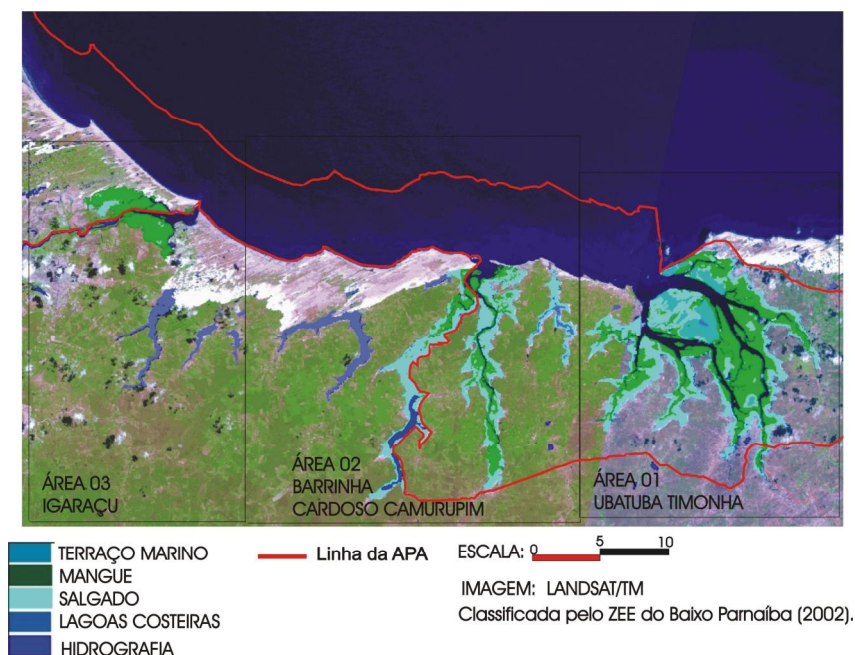 ÁREA 03
IGARAÇU
ÁREA 02
BARRINHA
CARDOSO CAMURUPIM
ÁREA 01
UBATUBA TIMONHA
TERRAÇO MARINO
MANGUE
SALGADO
LAGOAS COSTEIRAS
HIDROGRAFIA
Linha da APA
ESCALA: 0 5 10
IMAGEM: LANDSAT/TM
Classificada pelo ZEE do Baixo Parnaíba (2002).